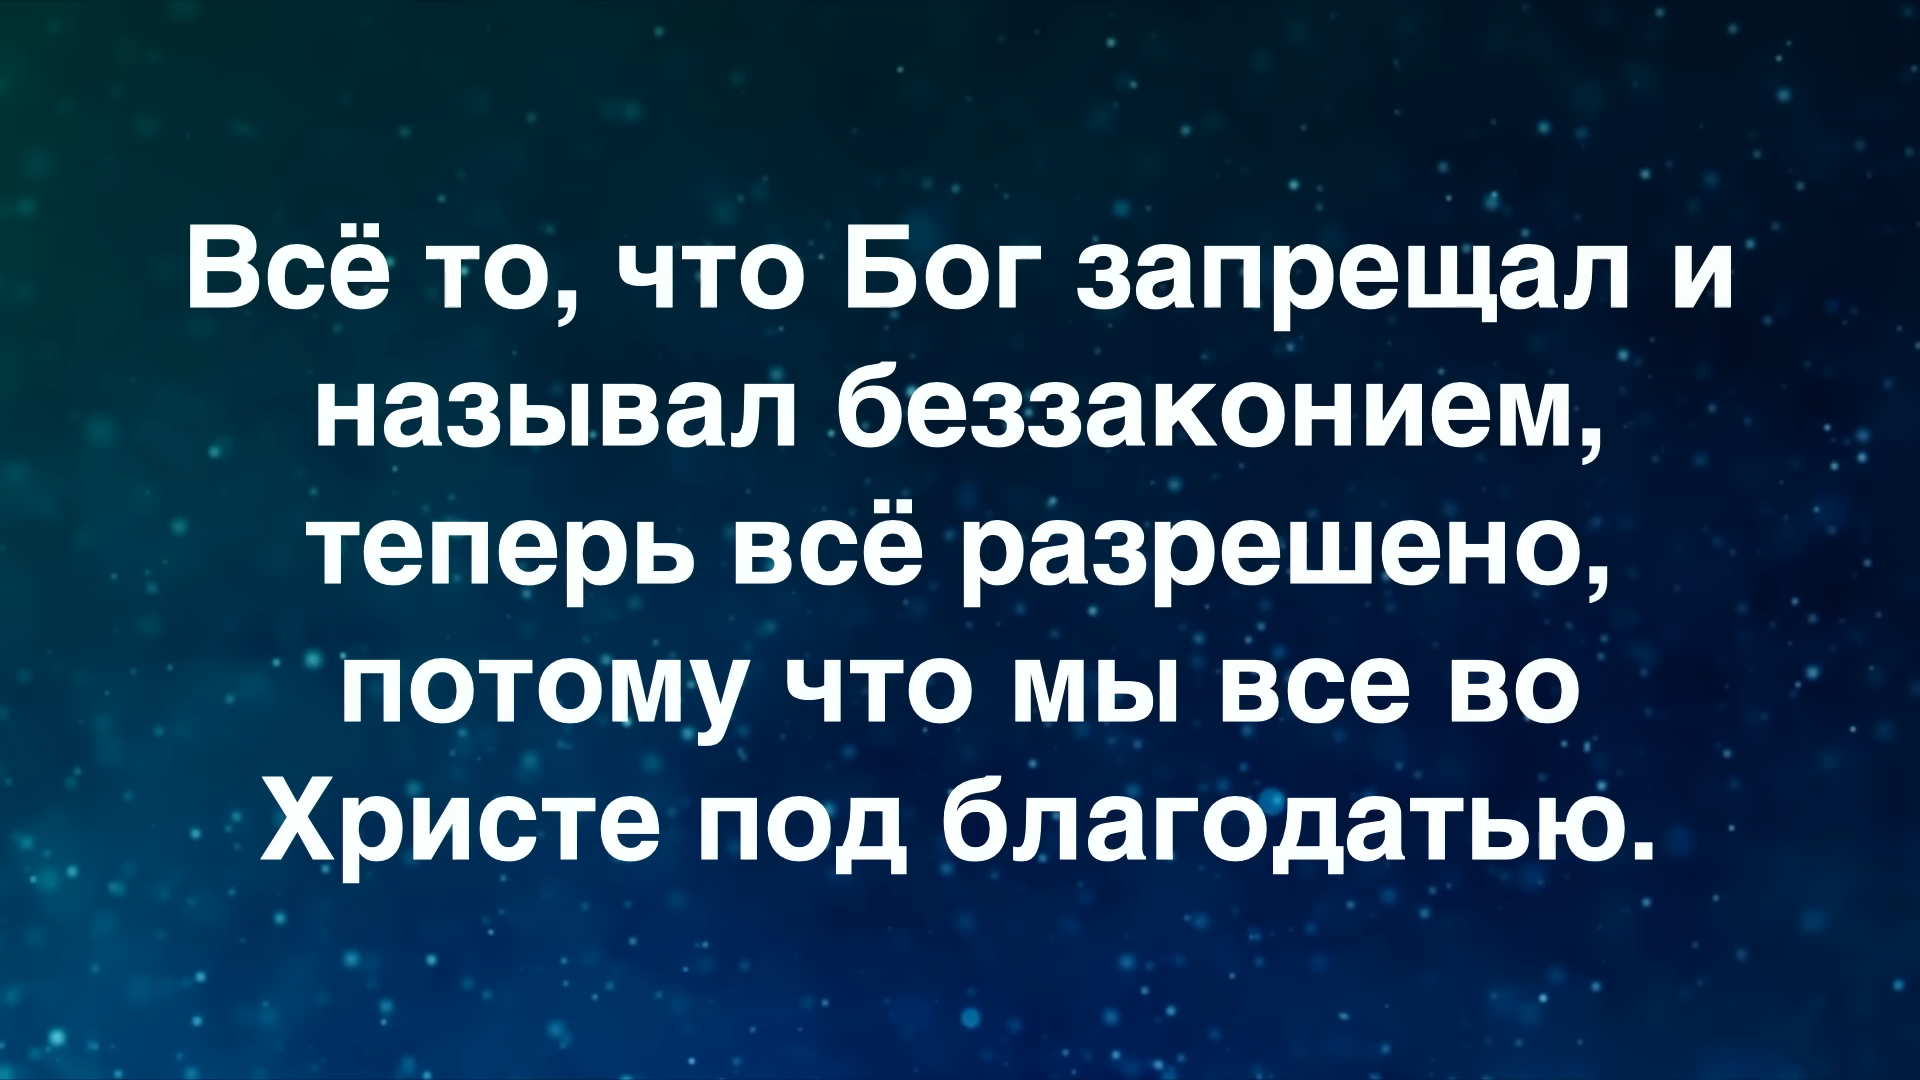 Всё то, что Бог запрещал и
называл беззаконием,
теперь всё разрешено,
потому что мы все во
Христе под благодатью.